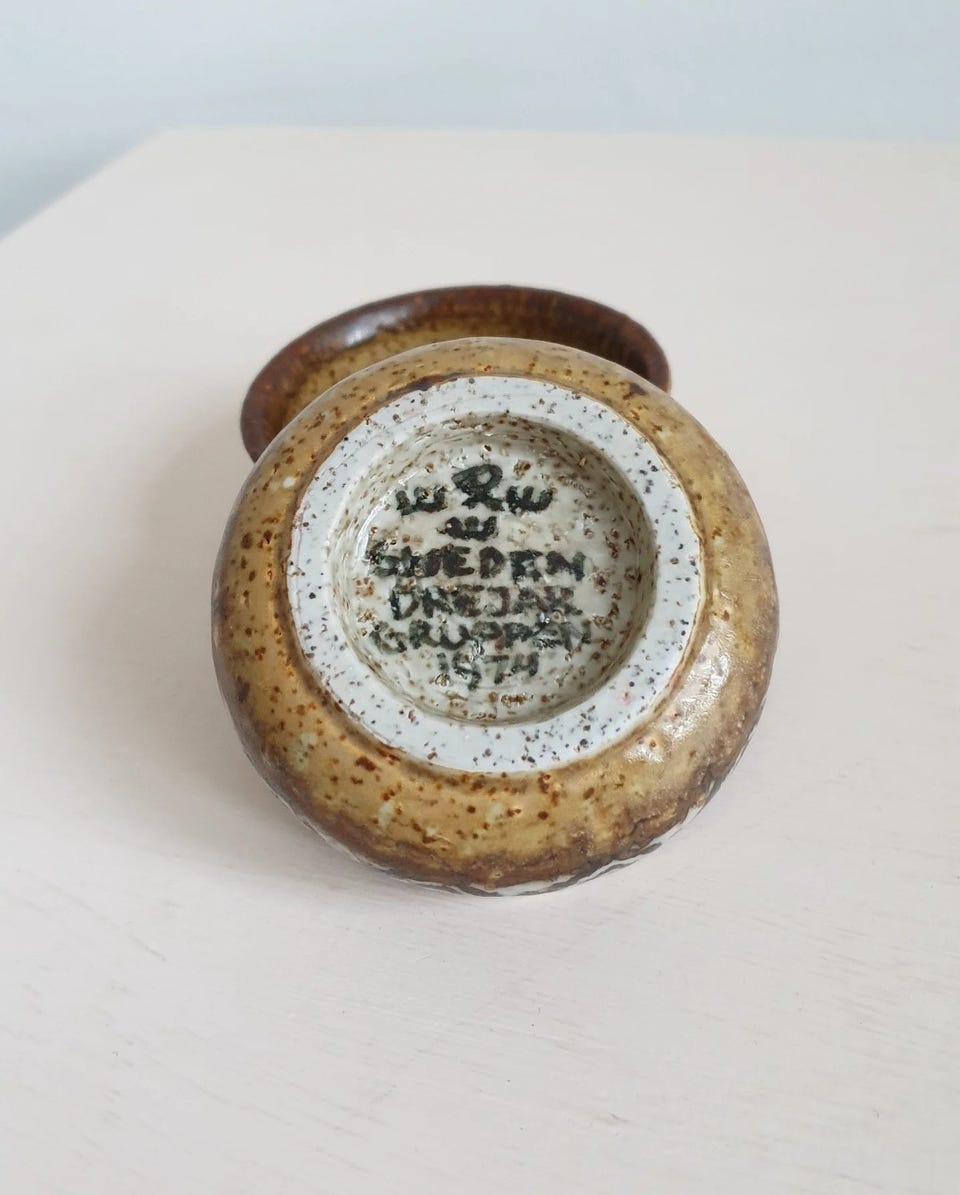 R
SWEDEN
DREJAR
GRUPPEN
1974